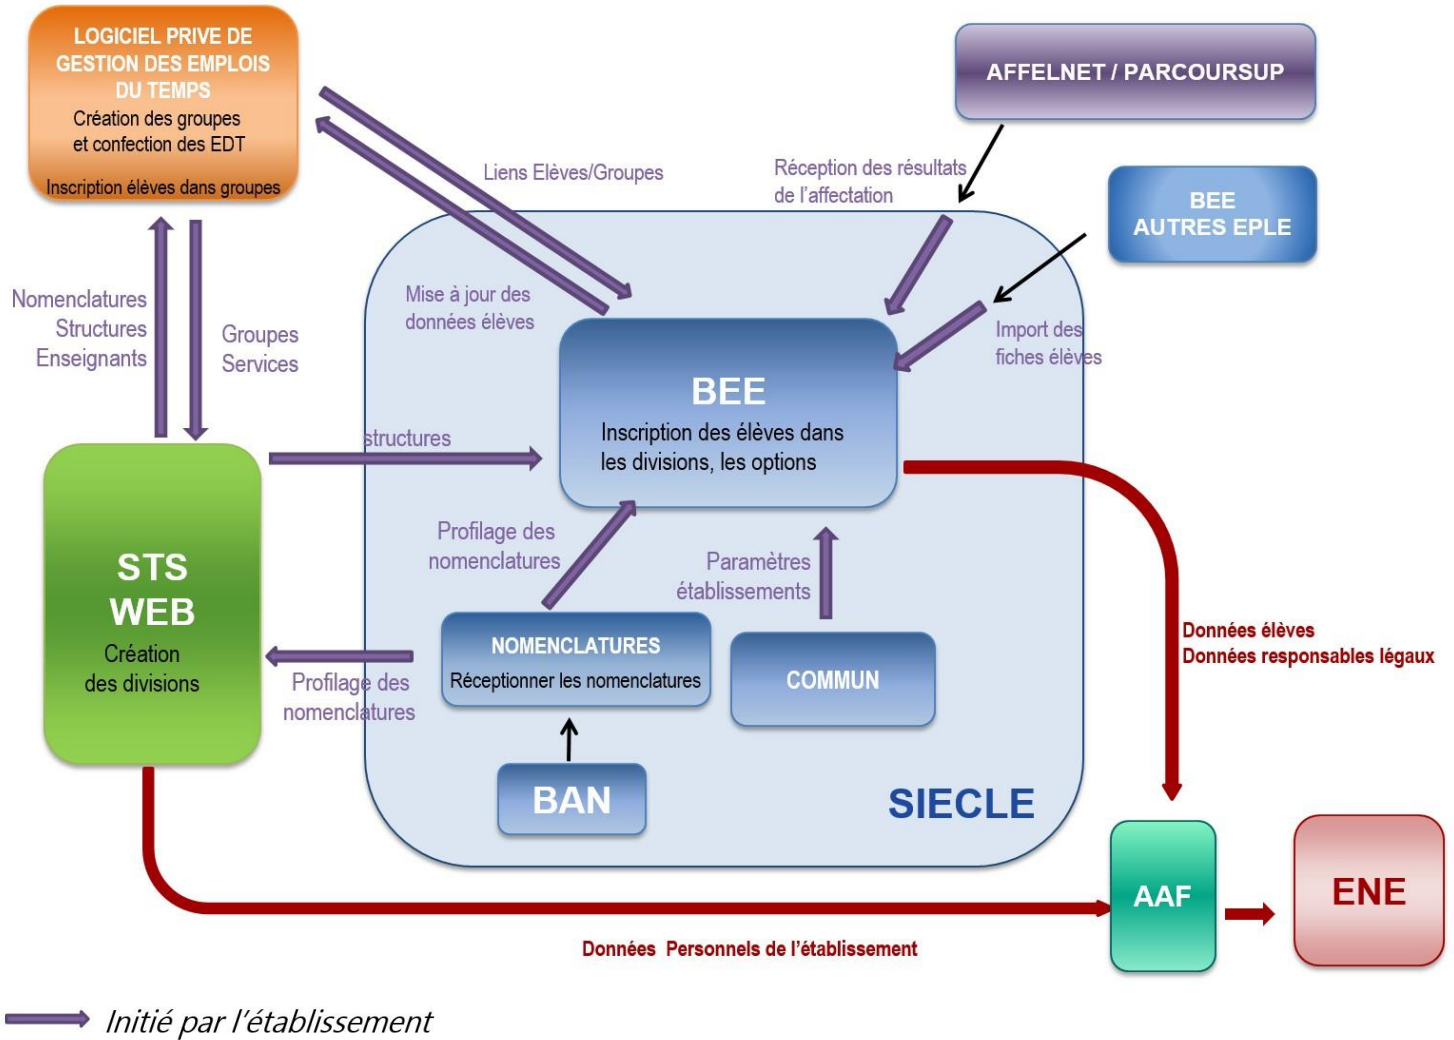 LOGICIEL PRIVE DE
GESTION DES EMPLOIS
DU TEMPS
Création des groupes
et confection des EDT
Inscription élèves dans groupes
AFFELNET / PARCOURSUP
Liens Elèves/Groupes
Réception des résultats
de l'affectation
BEE
AUTRES EPLE
Nomenclatures
Structures
Enseignants
Groupes
Services
Mise à jour des
données élèves
Import des
fiches élèves
BEE
Inscription des élèves dans
les divisions, les options
structures
STS
WEB
Création
des divisions
Profilage des
nomenclatures
Paramètres
établissements
NOMENCLATURES
Réceptionner les nomenclatures
COMMUN
Profilage des
nomenclatures
BAN
SIECLE
Données élèves
Données responsables légaux
AAF
ENE
Données Personnels de l'établissement
Initié par l'établissement